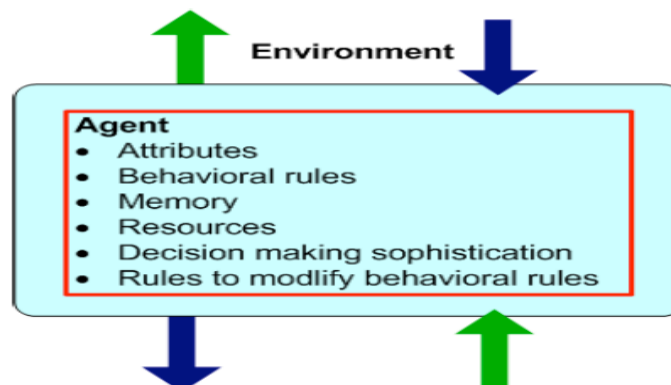 Environment
Agent
• Attributes
• Behavioral rules
• Memory
• Resources
• Decision making sophistication
• Rules to modlify behavioral rules